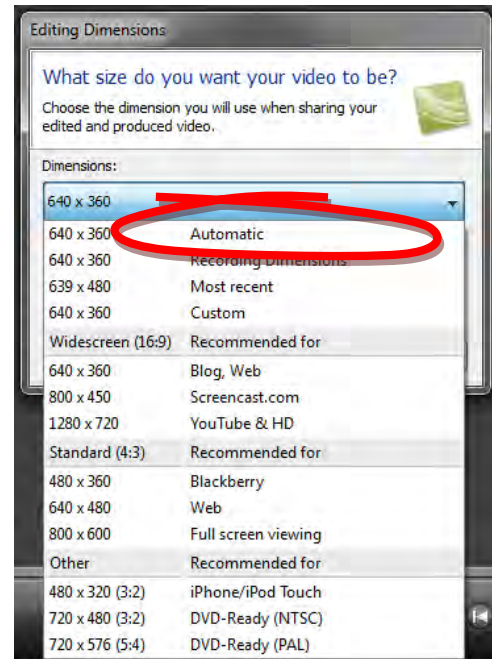 Editing Dimensions
What size do you want your video to be?
Choose the dimension you will use when sharing your
edited and produced video.
Dimensions:
640 x 360
640 x 360 Automatic
640 x 360 Recording Dimensions
639 x 480 Most recent
640 x 360 Custom
Widescreen (16:9) Recommended for
640 x 360 Blog, Web
800 x 450 Screencast.com
1280 x 720 YouTube & HD
Standard (4:3) Recommended for
480 x 360 Blackberry
640 x 480 Web
800 x 600 Full screen viewing
Other Recommended for
480 x 320 (3:2) iPhone/iPod Touch
720 x 480 (3:2) DVD-Ready (NTSC)
720 x 576 (5:4) DVD-Ready (PAL)